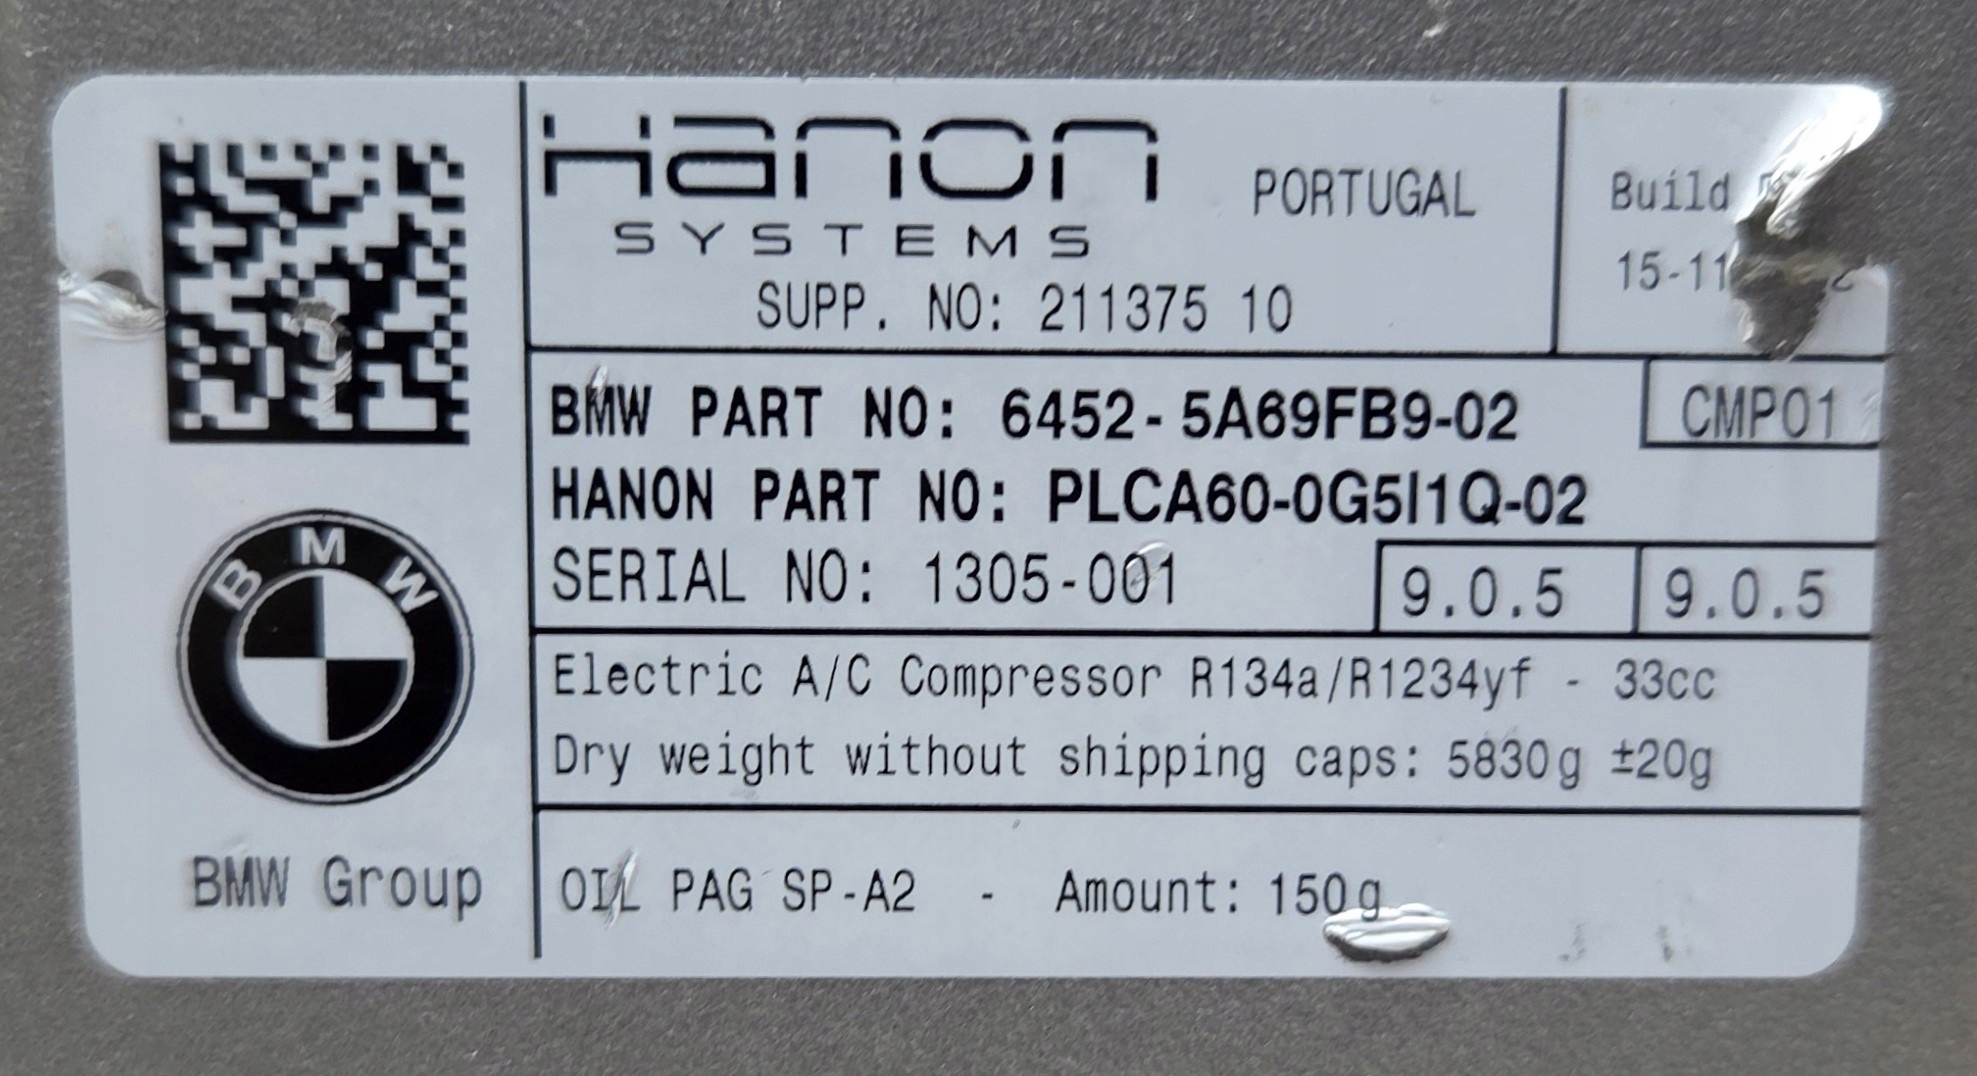 Hanon
SYSTEMS
PORTUGAL
SUPP. NO: 211375 10
Build
BMW PART NO: 6452-5A69FB9-02
CMP01
HANON PART NO: PLCA60-0G5I1Q-02
SERIAL NO: 1305-001
9.0.5 9.0.5
Electric A/C Compressor R134a/R1234yf - 33cc
Dry weight without shipping caps: 5830g ±20g
OIL PAG SP-A2 - Amount: 150g
BMW
BMW Group